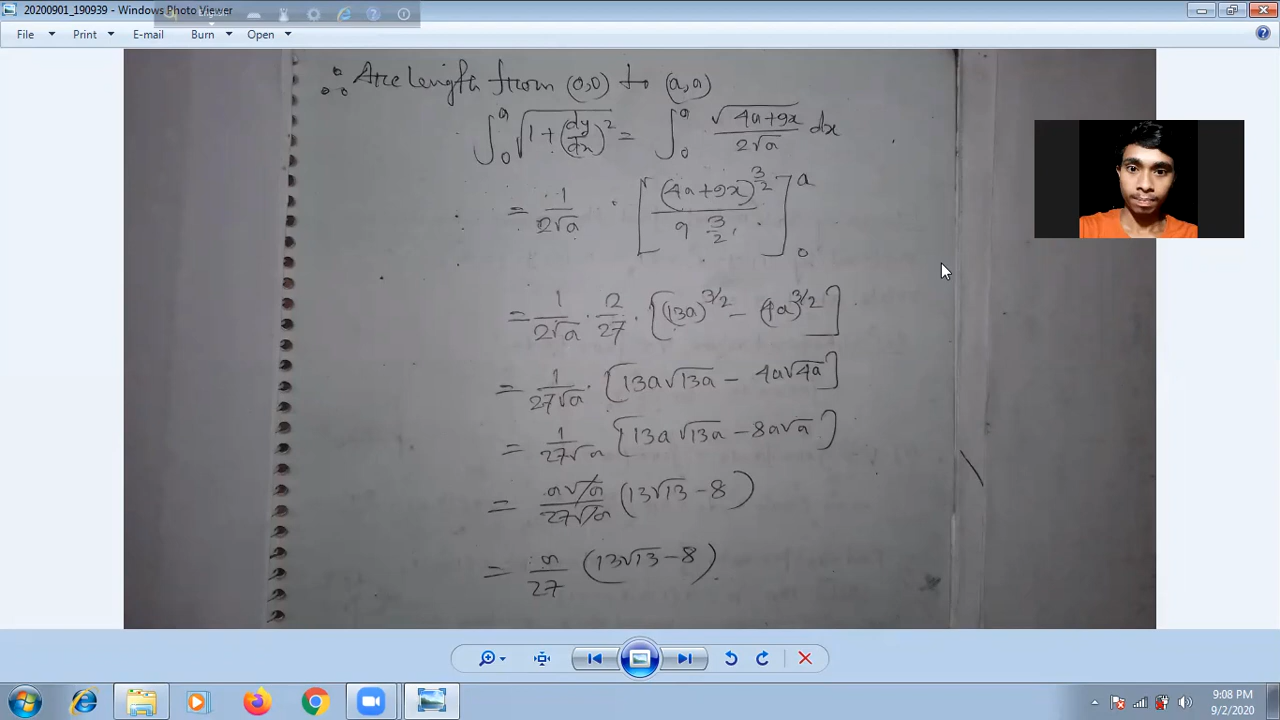 20200901_190939 - Windows Photo Viewer
File Print E-mail Burn Open
∴ Arc length from (0,0) to (a,a)
∫₀ᵃ √(1+(dy/dx)²) = ∫₀ᵃ √(4a+9x)/(2√a) dx
= 1/(2√a) · [(4a+9x)^(3/2) / (9 3/2)]₀ᵃ
= 1/(2√a) · 2/27 · [(13a)^(3/2) − (4a)^(3/2)]
= 1/(27√a) · [13a√(13a) − 4a√(4a)]
= 1/(27√a) [13a√(13a) − 8a√a]
= a√a/(27√a) (13√13 − 8)
= a/27 (13√13 − 8)
9:08 PM
9/2/2020